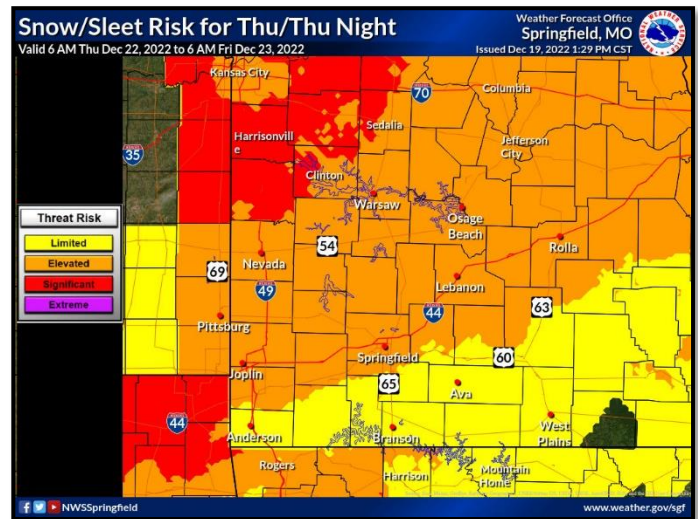 Snow/Sleet Risk for Thu/Thu Night
Valid 6 AM Thu Dec 22, 2022 to 6 AM Fri Dec 23, 2022
Weather Forecast Office
Springfield, MO
Issued Dec 19, 2022 1:29 PM CST
Kansas City
70
Columbia
Harrisonvill
e
Sedalia
Jefferson
City
35
Clinton
Warsaw
Osage
Beach
Threat Risk
Limited
Elevated
Significant
Extreme
54
Rolla
69
Nevada
49
Lebanon
Pittsburg
44
63
Springfield
60
Joplin
65
Ava
44
Anderson
Branson
West
Plains
Rogers
Harrison
Mountain
Home
NWSSpringfield
www.weather.gov/sgf